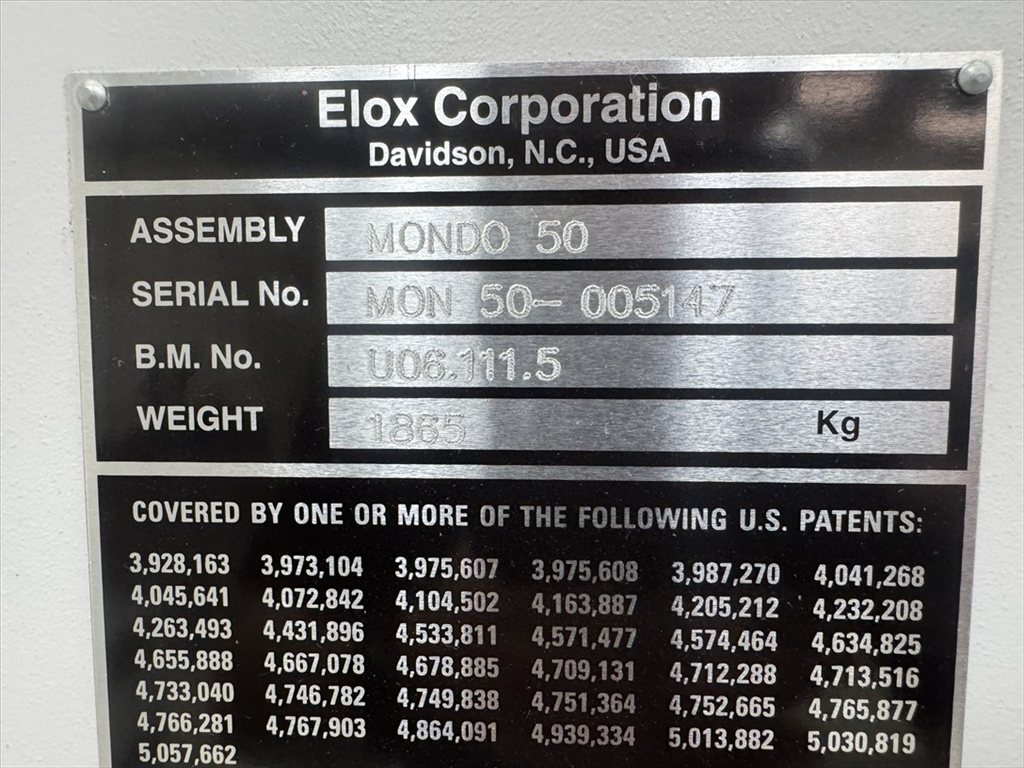 Elox Corporation
Davidson, N.C., USA
ASSEMBLY MONDO 50
SERIAL No. MON 50- 005147
B.M. No. U06.111.5
WEIGHT 1865 Kg
COVERED BY ONE OR MORE OF THE FOLLOWING U.S. PATENTS:
3,928,163 3,973,104 3,975,607 3,975,608 3,987,270 4,041,268
4,045,641 4,072,842 4,104,502 4,163,887 4,205,212 4,232,208
4,263,493 4,431,896 4,533,811 4,571,477 4,574,464 4,634,825
4,655,888 4,667,078 4,678,885 4,709,131 4,712,288 4,713,516
4,733,040 4,746,782 4,749,838 4,751,364 4,752,665 4,765,877
4,766,281 4,767,903 4,864,091 4,939,334 5,013,882 5,030,819
5,057,662